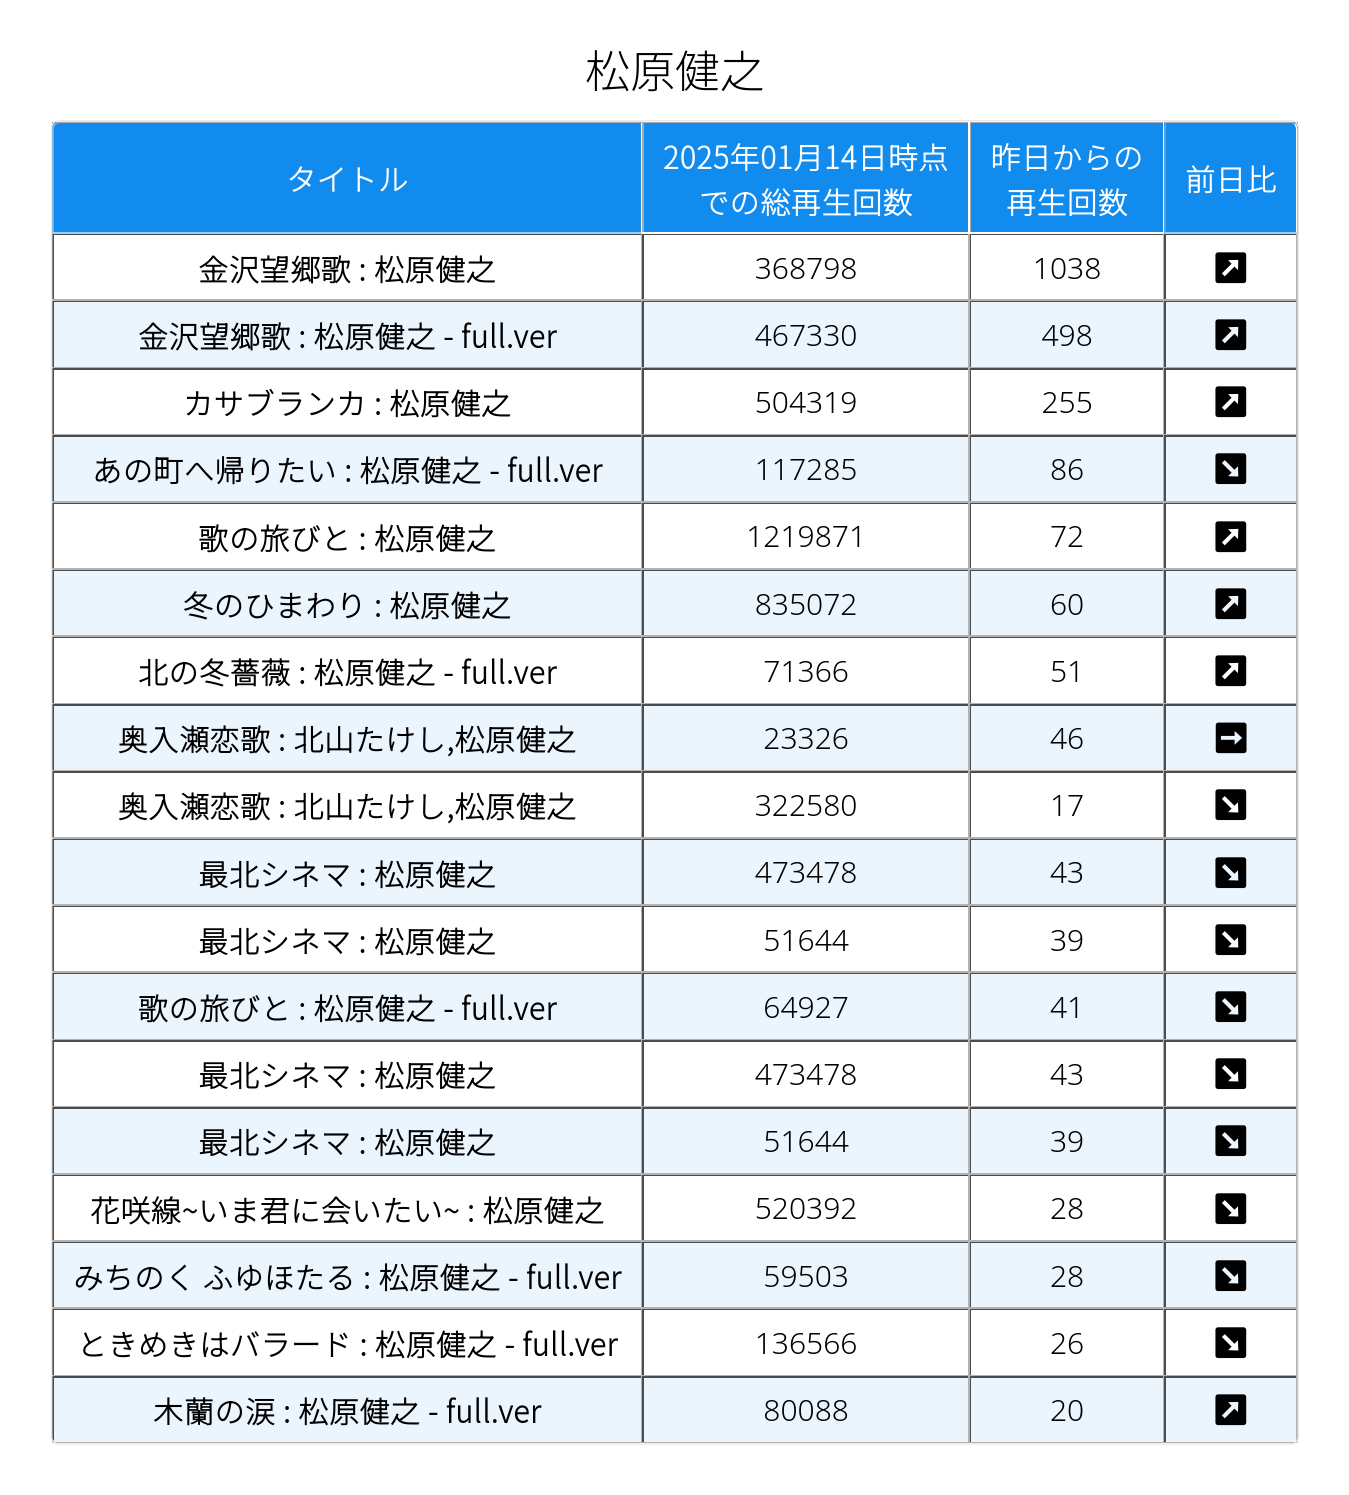 松原健之
タイトル 2025年01月14日時点での総再生回数 昨日からの再生回数 前日比
金沢望郷歌 : 松原健之 368798 1038 ↗
金沢望郷歌 : 松原健之 - full.ver 467330 498 ↗
カサブランカ : 松原健之 504319 255 ↗
あの町へ帰りたい : 松原健之 - full.ver 117285 86 ↘
歌の旅びと : 松原健之 1219871 72 ↗
冬のひまわり : 松原健之 835072 60 ↗
北の冬薔薇 : 松原健之 - full.ver 71366 51 ↗
奥入瀬恋歌 : 北山たけし,松原健之 23326 46 →
奥入瀬恋歌 : 北山たけし,松原健之 322580 17 ↘
最北シネマ : 松原健之 473478 43 ↘
最北シネマ : 松原健之 51644 39 ↘
歌の旅びと : 松原健之 - full.ver 64927 41 ↘
最北シネマ : 松原健之 473478 43 ↘
最北シネマ : 松原健之 51644 39 ↘
花咲線~いま君に会いたい~ : 松原健之 520392 28 ↘
みちのく ふゆほたる : 松原健之 - full.ver 59503 28 ↘
ときめきはバラード : 松原健之 - full.ver 136566 26 ↘
木蘭の涙 : 松原健之 - full.ver 80088 20 ↗